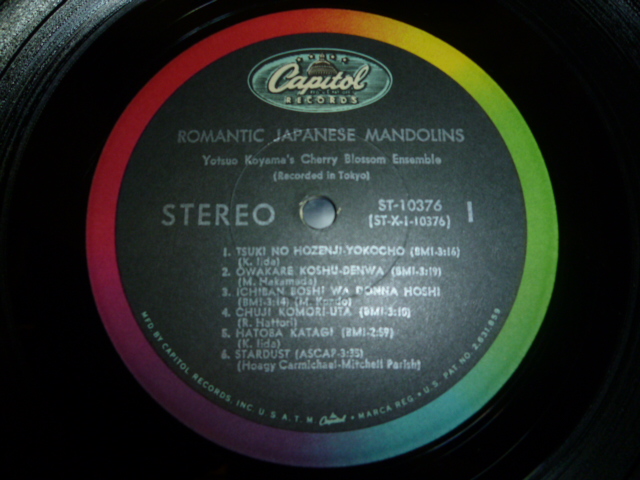 Capitol
RECORDS
ROMANTIC JAPANESE MANDOLINS
Yotsuo Koyama's Cherry Blossom Ensemble
(Recorded in Tokyo)
STEREO
ST-10376
(ST-X-1-10376)
1
1. TSUKI NO HOZENJI-YOKOCHO (BMI-3:16)
(K. Iida)
2. OWAKARE KOSHU-DENWA (BMI-3:19)
(M. Nakamada)
3. ICHIBAN BOSHI WA DONNA HOSHI
(BMI-3:14) (M. Kondo)
4. CHUJI KOMORI-UTA (BMI-3:10)
(R. Hattori)
5. HATOBA KATAGI (BMI-2:59)
(K. Iida)
6. STARDUST (ASCAP-3:35)
(Hoagy Carmichael-Mitchell Parish)
MFD. BY CAPITOL RECORDS, INC. U.S.A. T.M. Capitol MARCA REG. • U.S. PAT. NO. 2,631,859